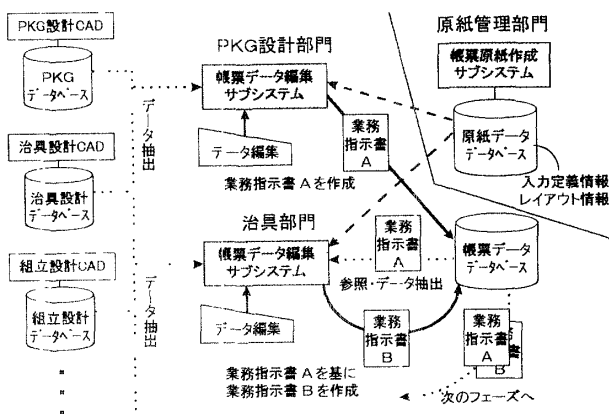 PKG設計CAD
PKG
データベース
治具設計CAD
治具設計
データベース
組立設計CAD
組立設計
データベース
データ抽出
データ抽出
PKG設計部門
帳票データ編集
サブシステム
データ編集
業務
指示書
A
業務指示書Aを作成
原紙管理部門
帳票原紙作成
サブシステム
原紙データ
データベース
入力定義情報
レイアウト情報
治具部門
帳票データ編集
サブシステム
データ編集
業務
指示書
A
参照・データ抽出
業務
指示書
B
帳票データ
データベース
業務
指示書
A
B
業務指示書Aを基に
業務指示書Bを作成
次のフェーズへ